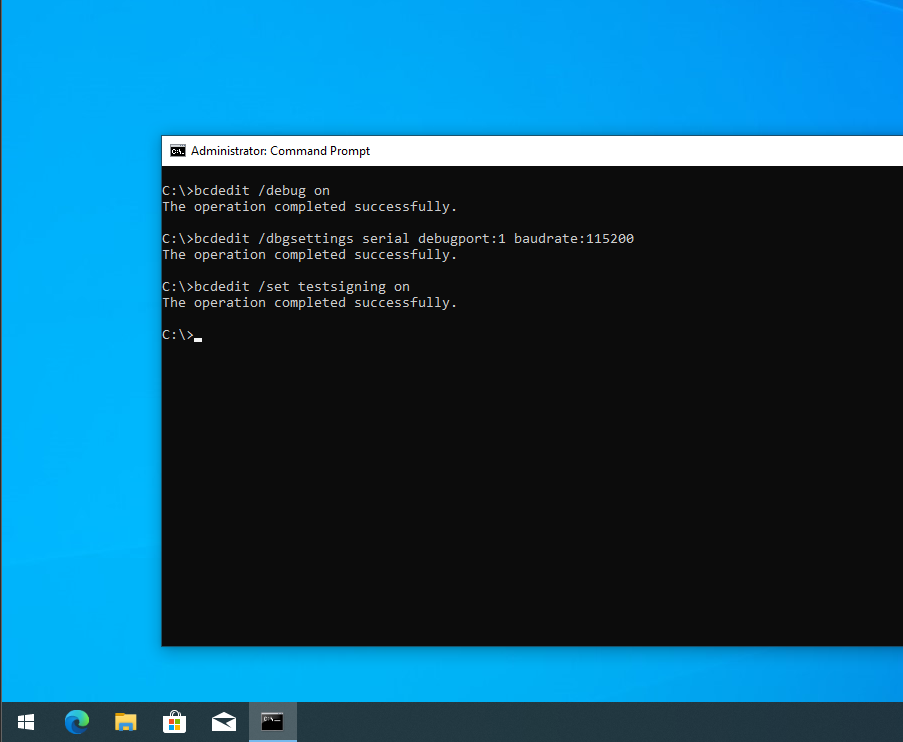 Administrator: Command Prompt
C:\>bcdedit /debug on
The operation completed successfully.
C:\>bcdedit /dbgsettings serial debugport:1 baudrate:115200
The operation completed successfully.
C:\>bcdedit /set testsigning on
The operation completed successfully.
C:\>